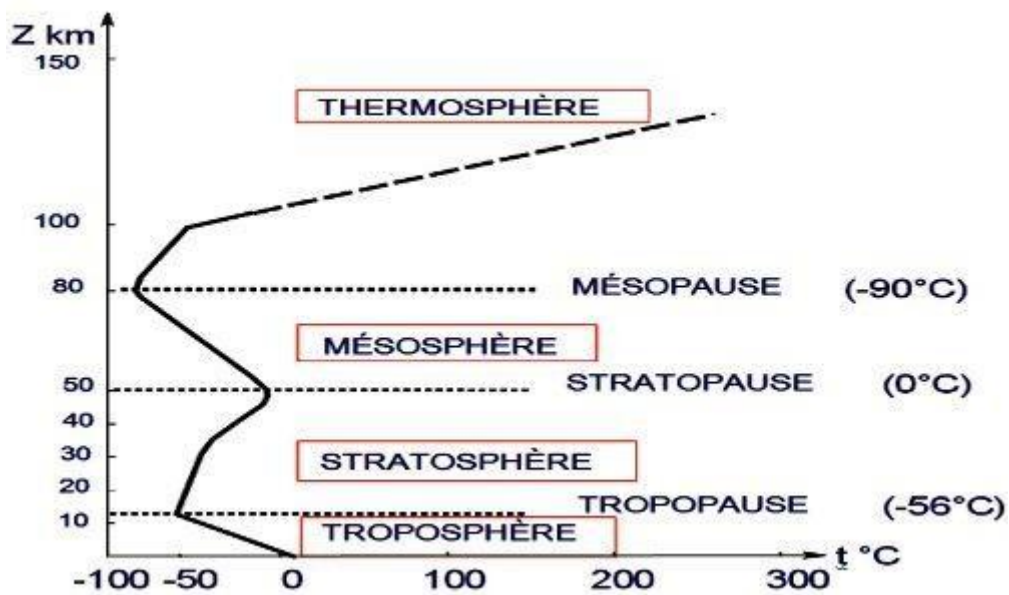 Z km
150
THERMOSPHÈRE
100
80
MÉSOPAUSE (-90°C)
MÉSOSPHÈRE
50
STRATOPAUSE (0°C)
40
30
STRATOSPHÈRE
20
TROPOPAUSE (-56°C)
10
TROPOSPHÈRE
t °C
-100 -50 0 100 200 300